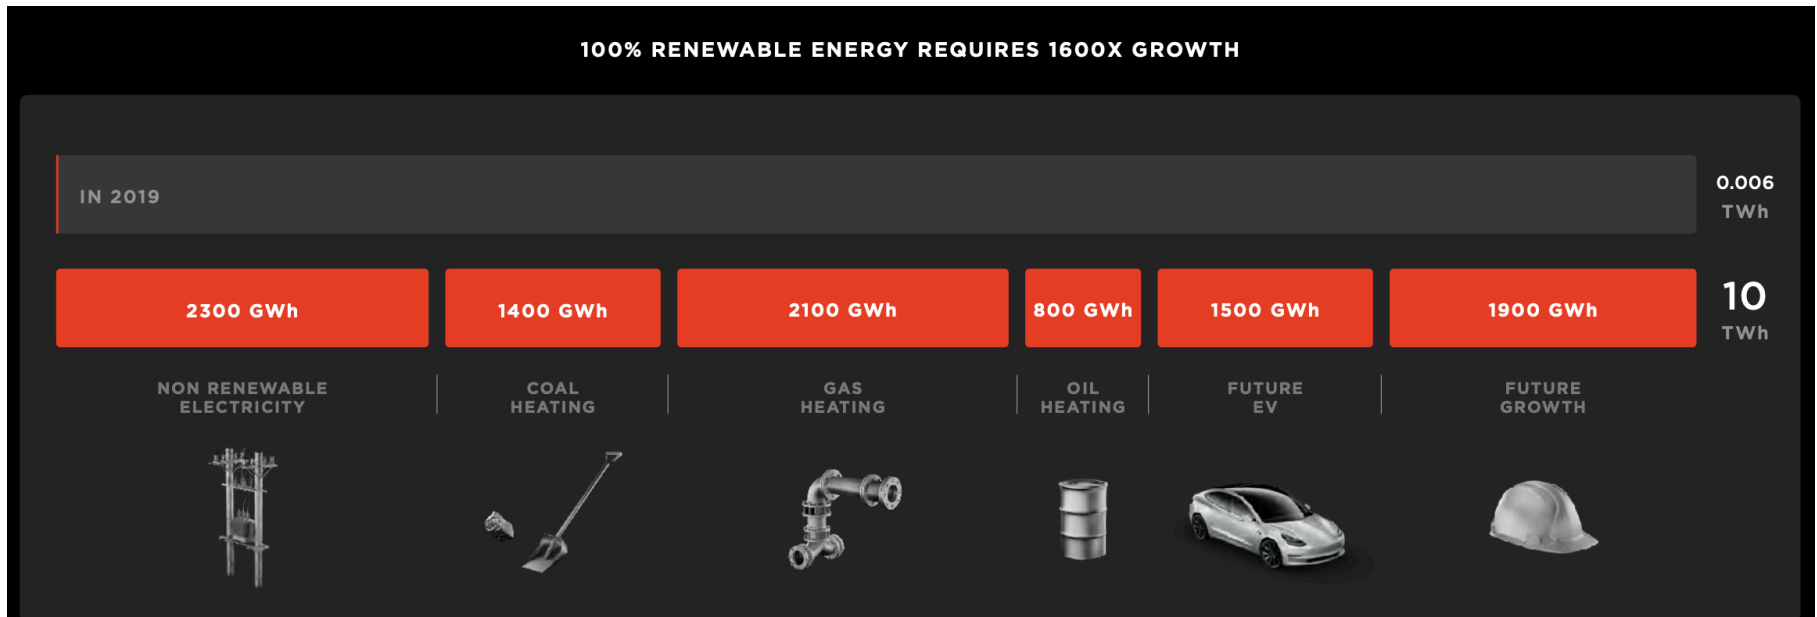 100% RENEWABLE ENERGY REQUIRES 1600X GROWTH
IN 2019
0.006
TWh
2300 GWh
1400 GWh
2100 GWh
800 GWh
1500 GWh
1900 GWh
10
TWh
NON RENEWABLE
ELECTRICITY
COAL
HEATING
GAS
HEATING
OIL
HEATING
FUTURE
EV
FUTURE
GROWTH